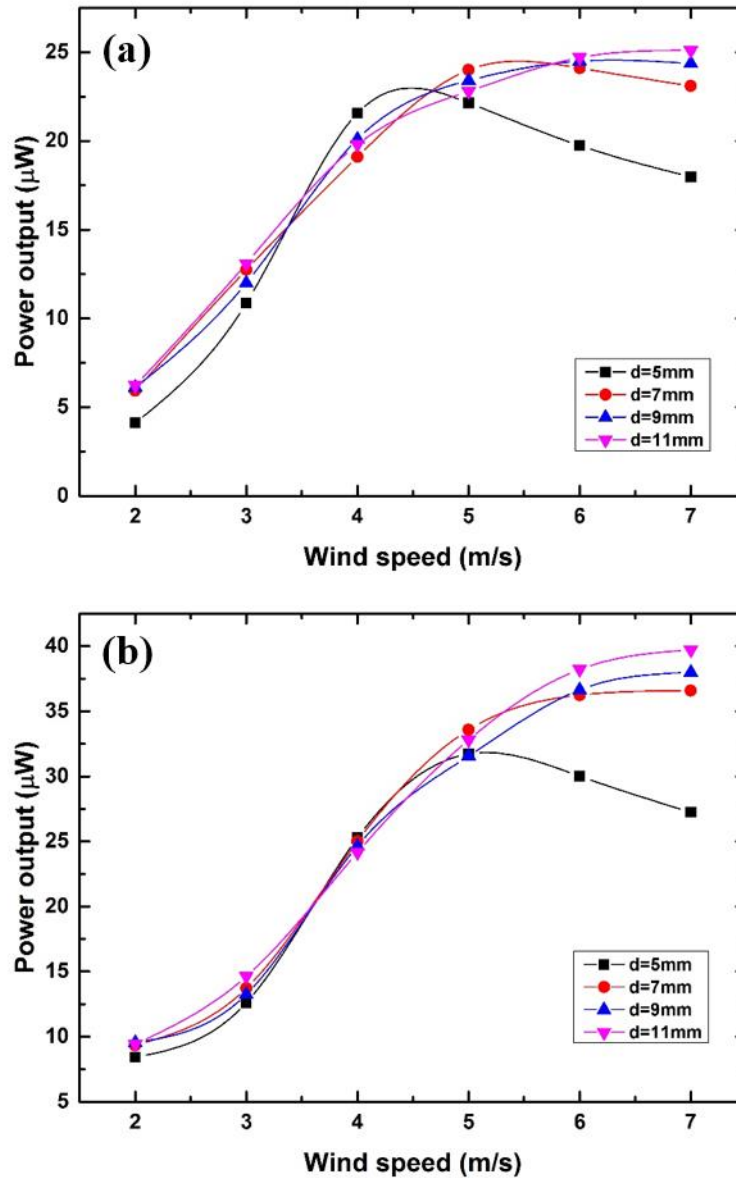 (a)
Power output (μW)
25
20
15
10
5
0
d=5mm
d=7mm
d=9mm
d=11mm
2 3 4 5 6 7
Wind speed (m/s)
(b)
Power output (μW)
40
35
30
25
20
15
10
5
d=5mm
d=7mm
d=9mm
d=11mm
2 3 4 5 6 7
Wind speed (m/s)